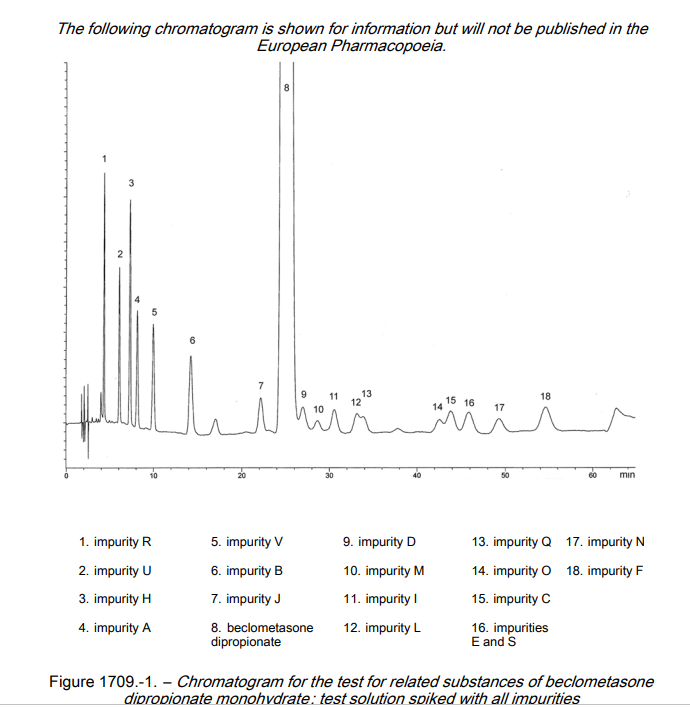 The following chromatogram is shown for information but will not be published in the
European Pharmacopoeia.
8
1
3
2
4
5
6
7
9
10
11
12
13
14
15
16
17
18
0 10 20 30 40 50 60 min
1. impurity R 5. impurity V 9. impurity D 13. impurity Q 17. impurity N
2. impurity U 6. impurity B 10. impurity M 14. impurity O 18. impurity F
3. impurity H 7. impurity J 11. impurity I 15. impurity C
4. impurity A 8. beclometasone 12. impurity L 16. impurities
dipropionate E and S
Figure 1709.-1. – Chromatogram for the test for related substances of beclometasone
dipropionate monohydrate: test solution spiked with all impurities